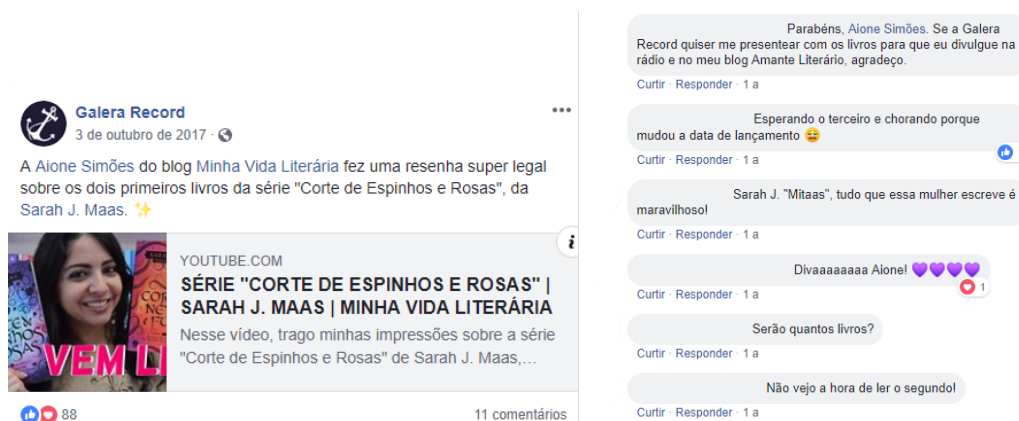 Galera Record
3 de outubro de 2017 ·
A Aione Simões do blog Minha Vida Literária fez uma resenha super legal
sobre os dois primeiros livros da série "Corte de Espinhos e Rosas", da
Sarah J. Maas. ✨
VEM LE
YOUTUBE.COM
SÉRIE "CORTE DE ESPINHOS E ROSAS" |
SARAH J. MAAS | MINHA VIDA LITERÁRIA
Nesse vídeo, trago minhas impressões sobre a série
"Corte de Espinhos e Rosas" de Sarah J. Maas,...
88
11 comentários
Parabéns, Aione Simões. Se a Galera
Record quiser me presentear com os livros para que eu divulgue na
rádio e no meu blog Amante Literário, agradeço.
Curtir · Responder · 1 a
Esperando o terceiro e chorando porque
mudou a data de lançamento 😩
Curtir · Responder · 1 a
Sarah J. "Mitaas", tudo que essa mulher escreve é
maravilhoso!
Curtir · Responder · 1 a
Divaaaaaaaa Aione! 💜💜💜💜
1
Curtir · Responder · 1 a
Serão quantos livros?
Curtir · Responder · 1 a
Não vejo a hora de ler o segundo!
Curtir · Responder · 1 a